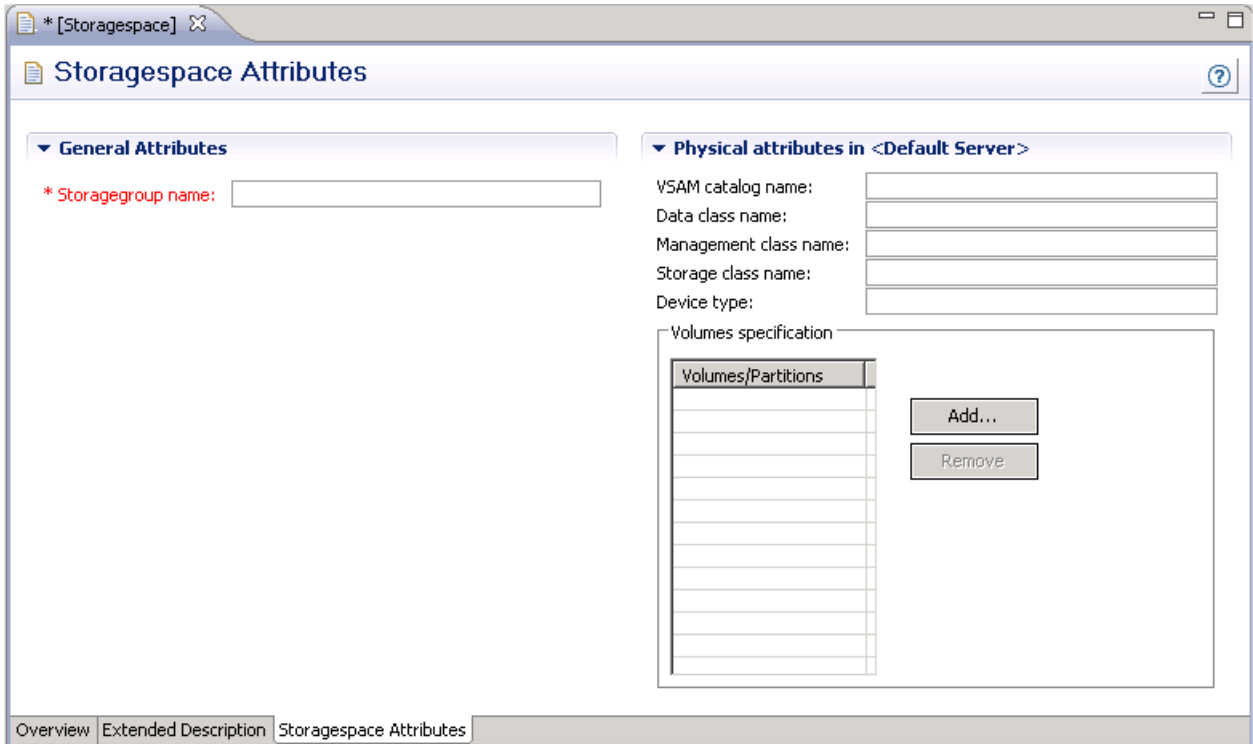 * [Storagespace]
Storagespace Attributes
General Attributes
* Storagegroup name:
Physical attributes in <Default Server>
VSAM catalog name:
Data class name:
Management class name:
Storage class name:
Device type:
Volumes specification
Volumes/Partitions
Add...
Remove
Overview Extended Description Storagespace Attributes